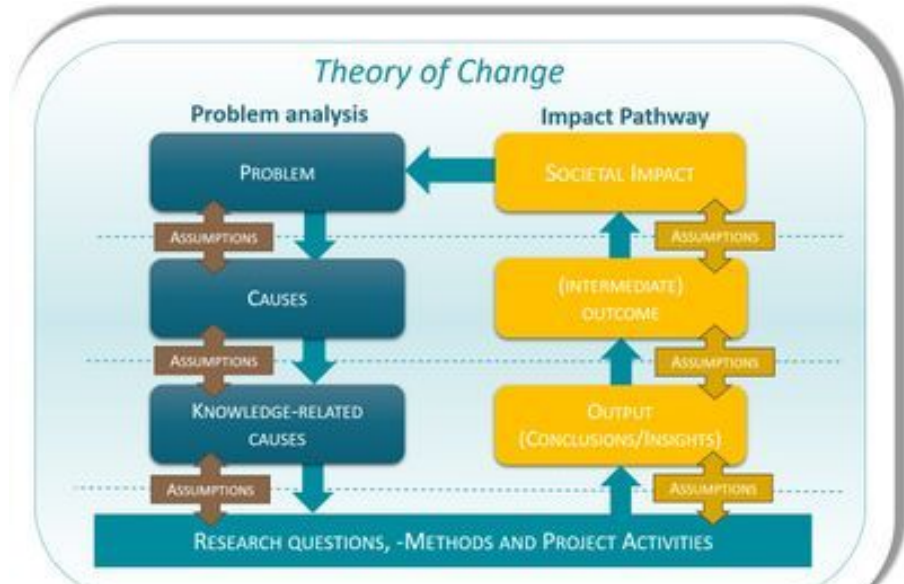 Theory of Change
Problem analysis
Impact Pathway
PROBLEM
SOCIETAL IMPACT
ASSUMPTIONS
ASSUMPTIONS
CAUSES
(INTERMEDIATE)
OUTCOME
ASSUMPTIONS
ASSUMPTIONS
KNOWLEDGE-RELATED
CAUSES
OUTPUT
(CONCLUSIONS/INSIGHTS)
ASSUMPTIONS
ASSUMPTIONS
RESEARCH QUESTIONS, -METHODS AND PROJECT ACTIVITIES